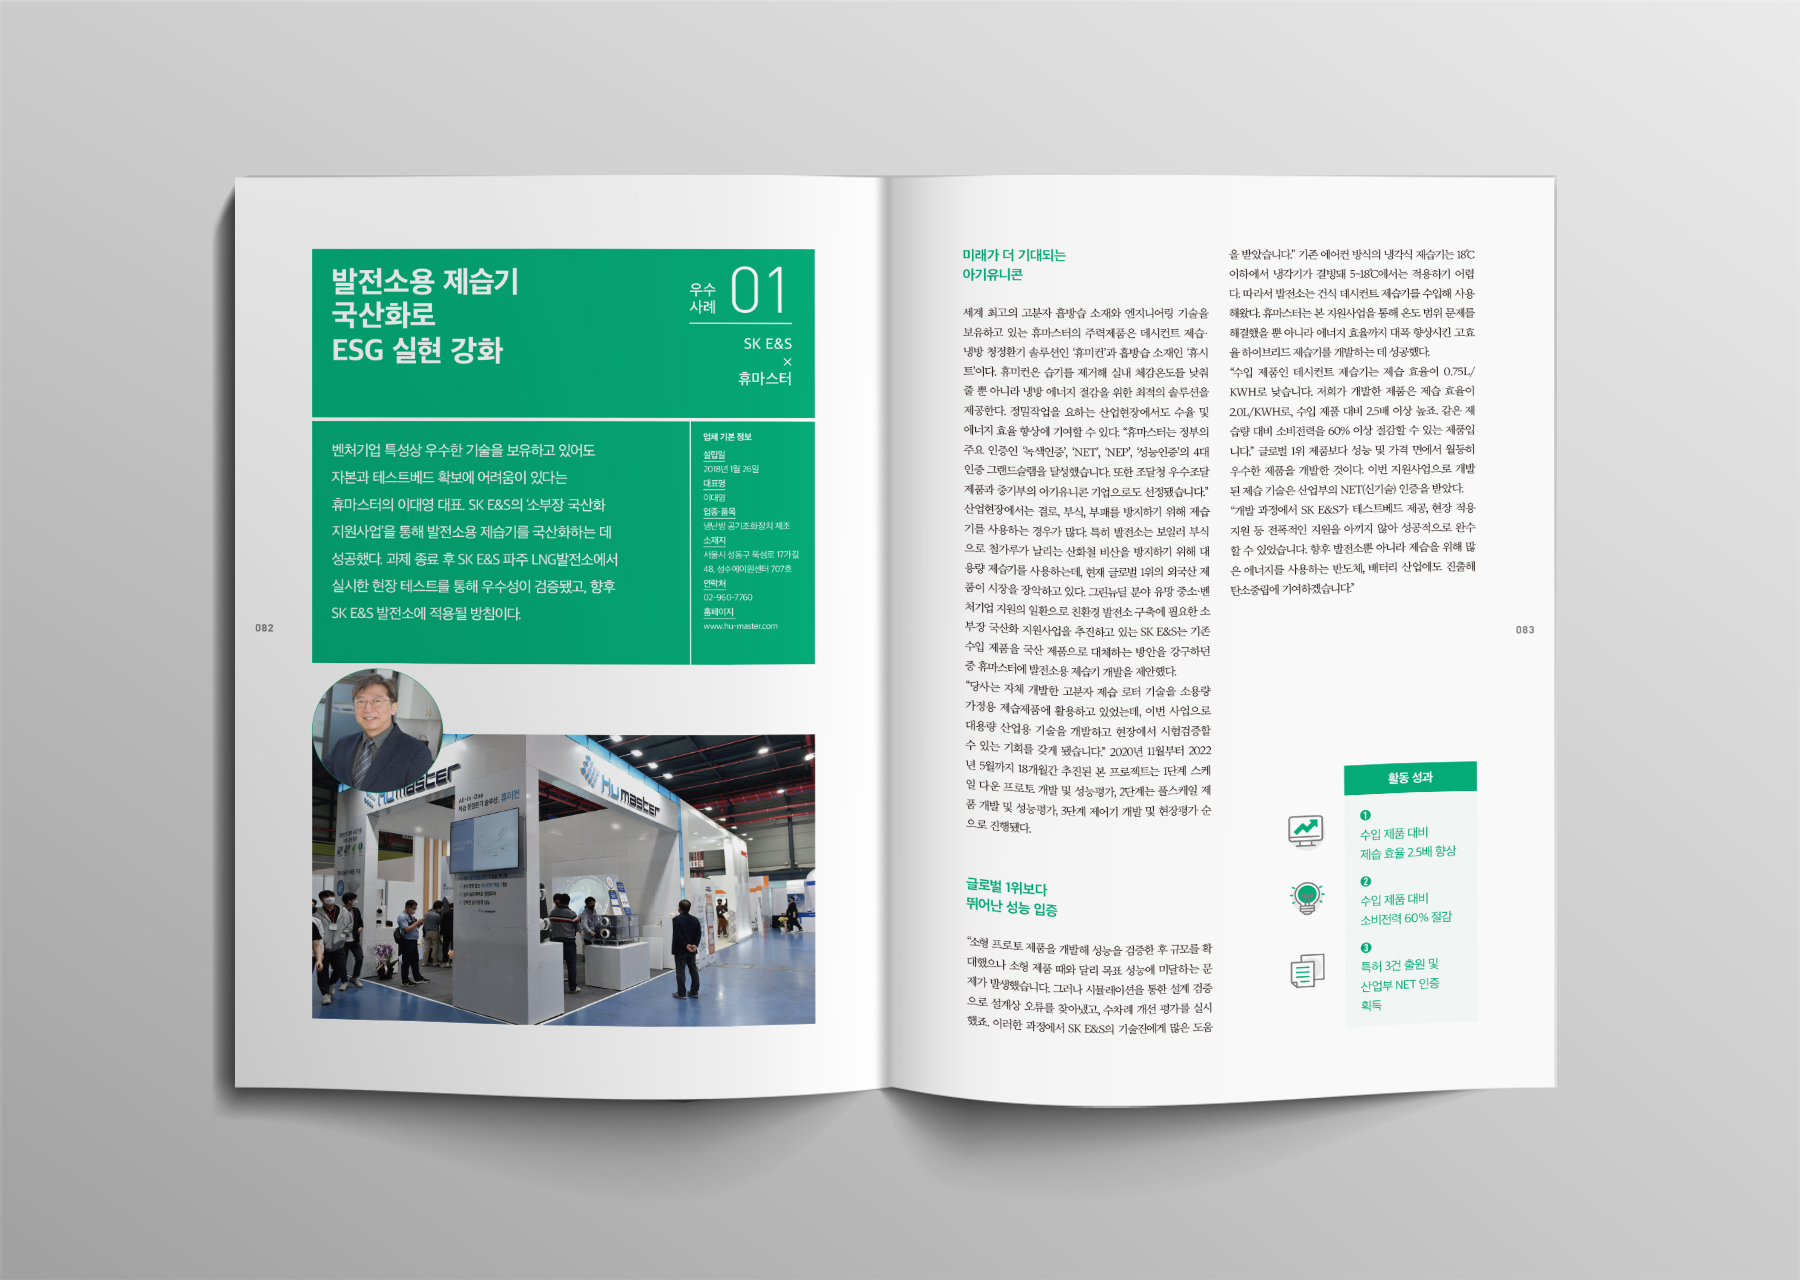 발전소용 제습기
국산화로
ESG 실현 강화
우수
사례
01
SK E&S
×
휴마스터
벤처기업 특성상 우수한 기술을 보유하고 있어도
자본과 테스트베드 확보에 어려움이 있다는
휴마스터의 이대영 대표. SK E&S의 '소부장 국산화
지원사업'을 통해 발전소용 제습기를 국산화하는 데
성공했다. 과제 종료 후 SK E&S 파주 LNG발전소에서
실시한 현장 테스트를 통해 우수성이 검증됐고, 향후
SK E&S 발전소에 적용될 방침이다.
업체 기본 정보
설립일
2018년 1월 26일
대표명
이대영
업종·품목
냉난방 공기조화장치 제조
소재지
서울시 성동구 뚝섬로 17가길
48, 성수에이원센터 707호
연락처
02-960-7760
홈페이지
www.hu-master.com
082
Humaster
All-in-One
제습 청정환기 솔루션, 휴미컨
Humaster
미래가 더 기대되는
아기유니콘
세계 최고의 고분자 흡방습 소재와 엔지니어링 기술을
보유하고 있는 휴마스터의 주력제품은 데시컨트 제습·
냉방 청정환기 솔루션인 '휴미컨'과 흡방습 소재인 '휴시
트'이다. 휴미컨은 습기를 제거해 실내 체감온도를 낮춰
줄 뿐 아니라 냉방 에너지 절감을 위한 최적의 솔루션을
제공한다. 정밀작업을 요하는 산업현장에서도 수율 및
에너지 효율 향상에 기여할 수 있다. “휴마스터는 정부의
주요 인증인 '녹색인증', 'NET', 'NEP', '성능인증'의 4대
인증 그랜드슬램을 달성했습니다. 또한 조달청 우수조달
제품과 중기부의 아기유니콘 기업으로도 선정됐습니다.”
산업현장에서는 결로, 부식, 부패를 방지하기 위해 제습
기를 사용하는 경우가 많다. 특히 발전소는 보일러 부식
으로 철가루가 날리는 산화철 비산을 방지하기 위해 대
용량 제습기를 사용하는데, 현재 글로벌 1위의 외국산 제
품이 시장을 장악하고 있다. 그린뉴딜 분야 유망 중소·벤
처기업 지원의 일환으로 친환경 발전소 구축에 필요한 소
부장 국산화 지원사업을 추진하고 있는 SK E&S는 기존
수입 제품을 국산 제품으로 대체하는 방안을 강구하던
중 휴마스터에 발전소용 제습기 개발을 제안했다.
“당사는 자체 개발한 고분자 제습 로터 기술을 소용량
가정용 제습제품에 활용하고 있었는데, 이번 사업으로
대용량 산업용 기술을 개발하고 현장에서 시험검증할
수 있는 기회를 갖게 됐습니다.” 2020년 11월부터 2022
년 5월까지 18개월간 추진된 본 프로젝트는 1단계 스케
일 다운 프로토 개발 및 성능평가, 2단계는 풀스케일 제
품 개발 및 성능평가, 3단계 제어기 개발 및 현장평가 순
으로 진행됐다.
글로벌 1위보다
뛰어난 성능 입증
“소형 프로토 제품을 개발해 성능을 검증한 후 규모를 확
대했으나 소형 제품 때와 달리 목표 성능에 미달하는 문
제가 발생했습니다. 그러나 시뮬레이션을 통한 설계 검증
으로 설계상 오류를 찾아냈고, 수차례 개선 평가를 실시
했죠. 이러한 과정에서 SK E&S의 기술진에게 많은 도움
을 받았습니다.” 기존 에어컨 방식의 냉각식 제습기는 18℃
이하에서 냉각기가 결빙돼 5~18℃에서는 적용하기 어렵
다. 따라서 발전소는 건식 데시컨트 제습기를 수입해 사용
해왔다. 휴마스터는 본 지원사업을 통해 온도 범위 문제를
해결했을 뿐 아니라 에너지 효율까지 대폭 향상시킨 고효
율 하이브리드 제습기를 개발하는 데 성공했다.
“수입 제품인 데시컨트 제습기는 제습 효율이 0.75L/
KWH로 낮습니다. 저희가 개발한 제품은 제습 효율이
2.0L/KWH로, 수입 제품 대비 2.5배 이상 높죠. 같은 제
습량 대비 소비전력을 60% 이상 절감할 수 있는 제품입
니다.” 글로벌 1위 제품보다 성능 및 가격 면에서 월등히
우수한 제품을 개발한 것이다. 이번 지원사업으로 개발
된 제습 기술은 산업부의 NET(신기술) 인증을 받았다.
“개발 과정에서 SK E&S가 테스트베드 제공, 현장 적용
지원 등 전폭적인 지원을 아끼지 않아 성공적으로 완수
할 수 있었습니다. 향후 발전소뿐 아니라 제습을 위해 많
은 에너지를 사용하는 반도체, 배터리 산업에도 진출해
탄소중립에 기여하겠습니다.”
083
활동 성과
1
수입 제품 대비
제습 효율 2.5배 향상
2
수입 제품 대비
소비전력 60% 절감
3
특허 3건 출원 및
산업부 NET 인증
획득